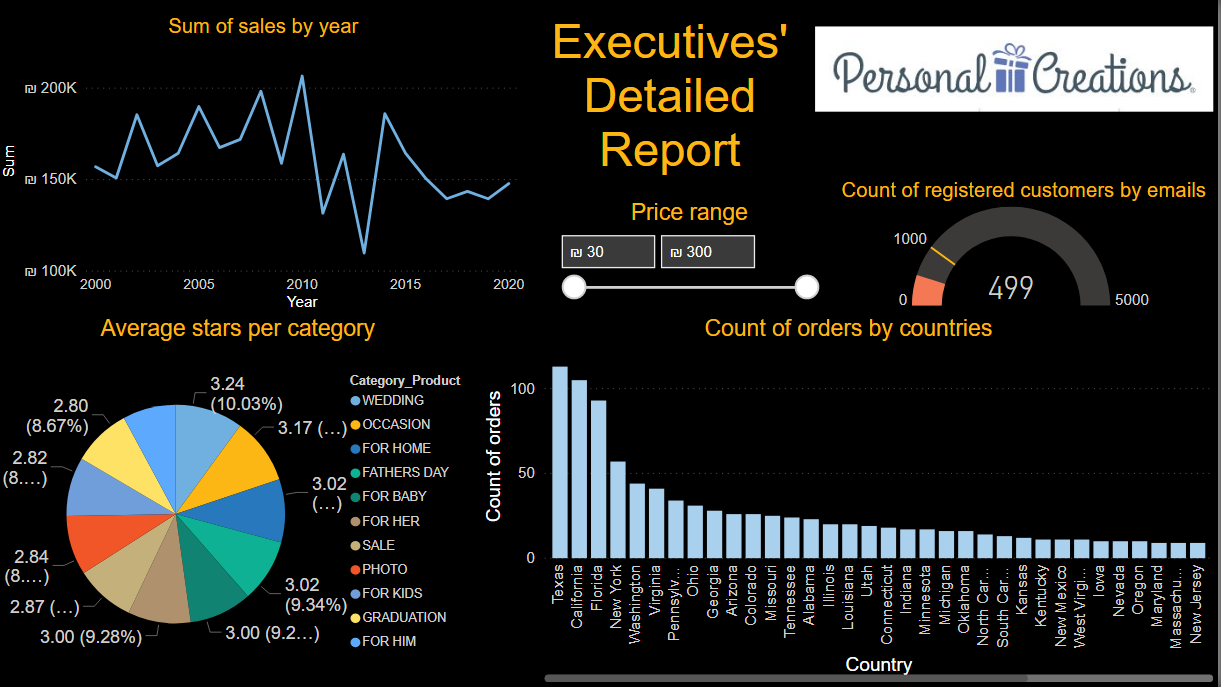 Sum of sales by year
₪ 200K
₪ 150K
₪ 100K
Sum
2000
2005
2010
2015
2020
Year
Executives'
Detailed
Report
Personal Creations®
Price range
₪ 30
₪ 300
Count of registered customers by emails
1000
0
499
5000
Average stars per category
3.24
(10.03%)
3.17 (…)
3.02
(…)
3.02
(9.34%)
3.00 (9.2…)
3.00 (9.28%)
2.87 (…)
2.84
(8.…)
2.82
(8.…)
2.80
(8.67%)
Category_Product
WEDDING
OCCASION
FOR HOME
FATHERS DAY
FOR BABY
FOR HER
SALE
PHOTO
FOR KIDS
GRADUATION
FOR HIM
Count of orders by countries
100
50
0
Count of orders
Texas
California
Florida
New York
Washington
Virginia
Pennsylv…
Ohio
Georgia
Arizona
Colorado
Missouri
Tennessee
Alabama
Illinois
Louisiana
Utah
Connecticut
Indiana
Minnesota
Michigan
Oklahoma
North Car…
South Car…
Kansas
Kentucky
New Mexico
West Virgi…
Iowa
Nevada
Oregon
Maryland
Massachu…
New Jersey
Country